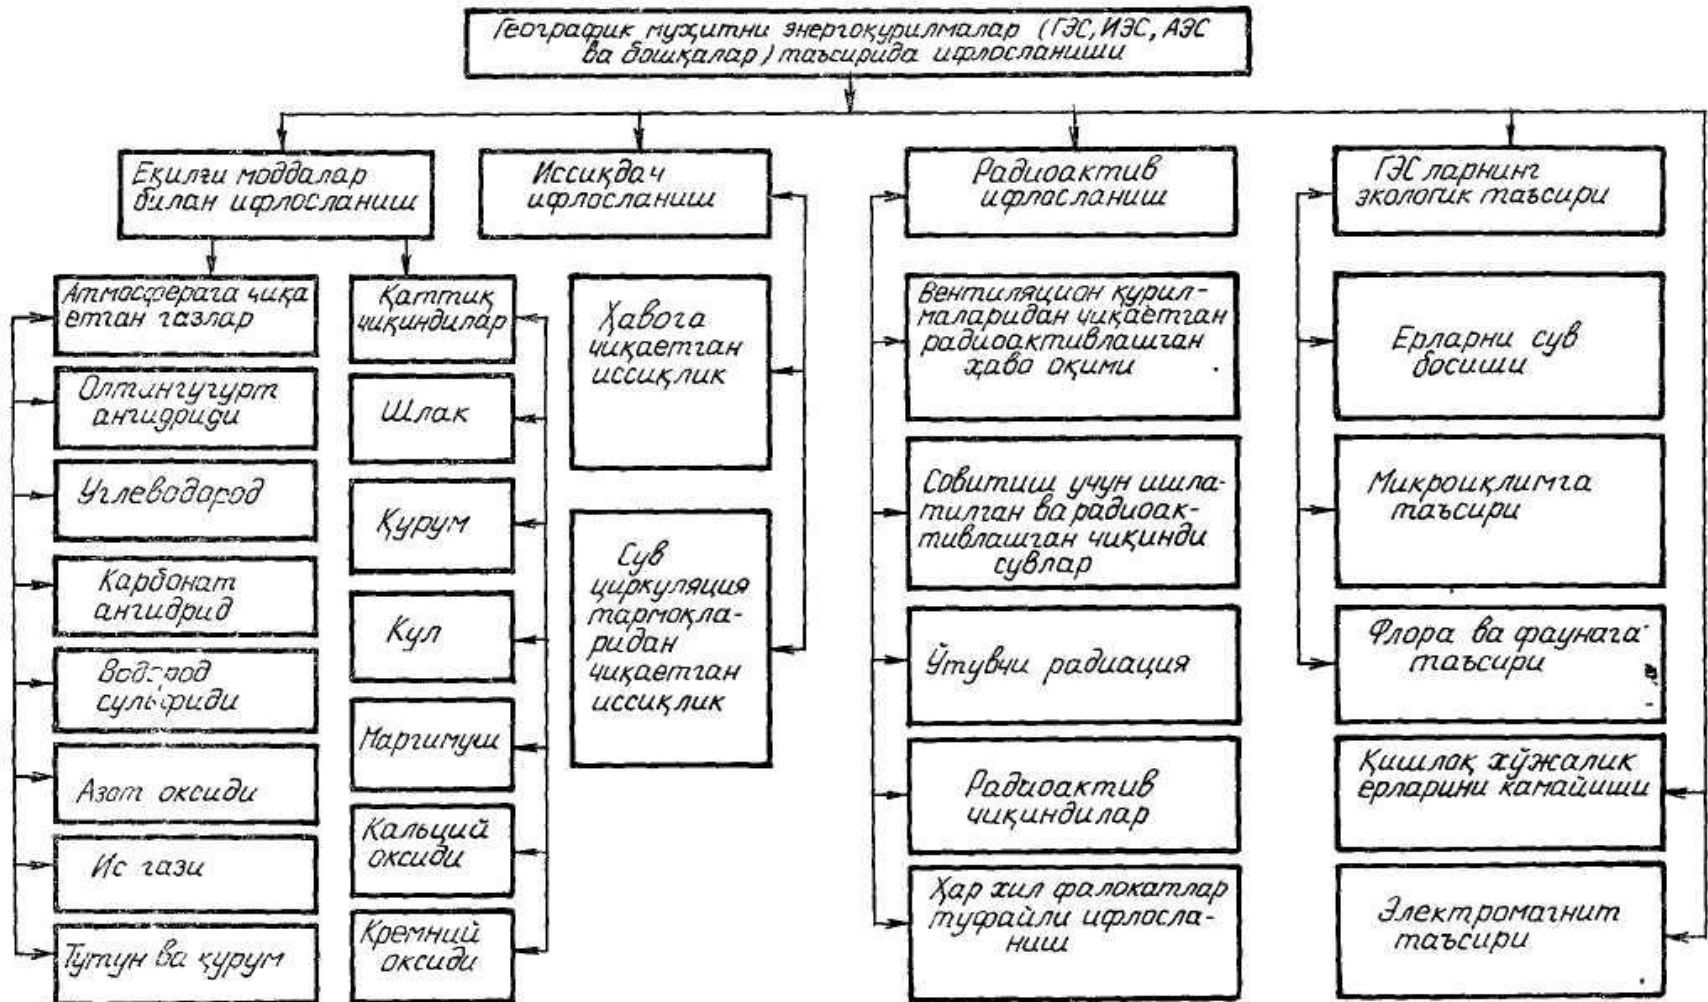 Географик муҳитни энергоқурилмалар (ГЭС, ИЭС, АЭС
ва бошқалар) таъсирида ифлосланиши
Еқилғи моддалар
билан ифлосланиш
Иссиқдач
ифлосланиш
Радиоактив
ифлосланиш
ГЭС ларнинг
экологик таъсири
Атмосферага чиқа
етган газлар
Олтингугурт
ангидриди
Углеводород
Карбонат
ангидрид
Водород
сульфиди
Азот оксиди
Ис гази
Тутун ва қурум
Қаттиқ
чиқиндилар
Шлак
Қурум
Кул
Маргимуш
Кальций
оксиди
Кремний
оксиди
Ҳавога
чиқаетган
иссиқлик
Сув
циркуляция
тармоқла-
ридан
чиқаетган
иссиқлик
Вентиляцион қурил-
маларидан чиқаетган
радиоактивлашган
ҳаво оқими
Совитиш учун ишла-
тилган ва радиоак-
тивлашган чиқинди
сувлар
Ўтувчи радиация
Радиоактив
чиқиндилар
Ҳар хил фалокатлар
туфайли ифлосла-
ниш
Ерларни сув
босиши
Микроиқлимга
таъсири
Флора ва фаунага
таъсири
Қишлақ хўжалик
ерларини камайиши
Электромагнит
таъсири